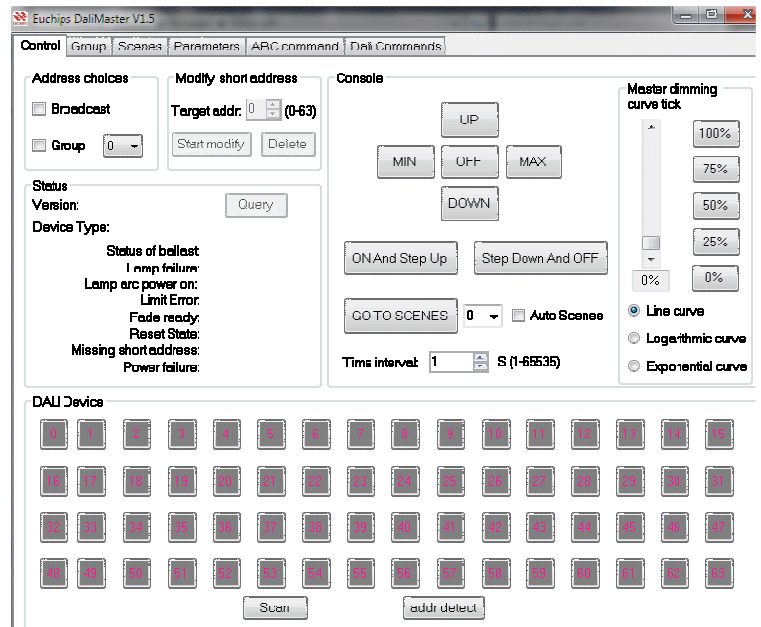 Euchips DaliMaster V1.5
Control Group Scenes Parameters ARC command Dali Commands
Address choices
Broadcast
Group 0
Modify short address
Target addr: 0 (0-63)
Start modify Delete
Status
Version: Query
Device Type:
Status of ballast:
Lamp failure:
Lamp arc power on:
Limit Error:
Fade ready:
Reset State:
Missing short address:
Power failure:
Console
UP
MIN OFF MAX
DOWN
ON And Step Up Step Down And OFF
GO TO SCENES 0 Auto Scenes
Time interval: 1 S (1-65535)
Master dimming
curve tick
100%
75%
50%
25%
0% 0%
Line curve
Logarithmic curve
Exponential curve
DALI Device
0 1 2 3 4 5 6 7 8 9 10 11 12 13 14 15
16 17 18 19 20 21 22 23 24 25 26 27 28 29 30 31
32 33 34 35 36 37 38 39 40 41 42 43 44 45 46 47
48 49 50 51 52 53 54 55 56 57 58 59 60 61 62 63
Scan addr detect